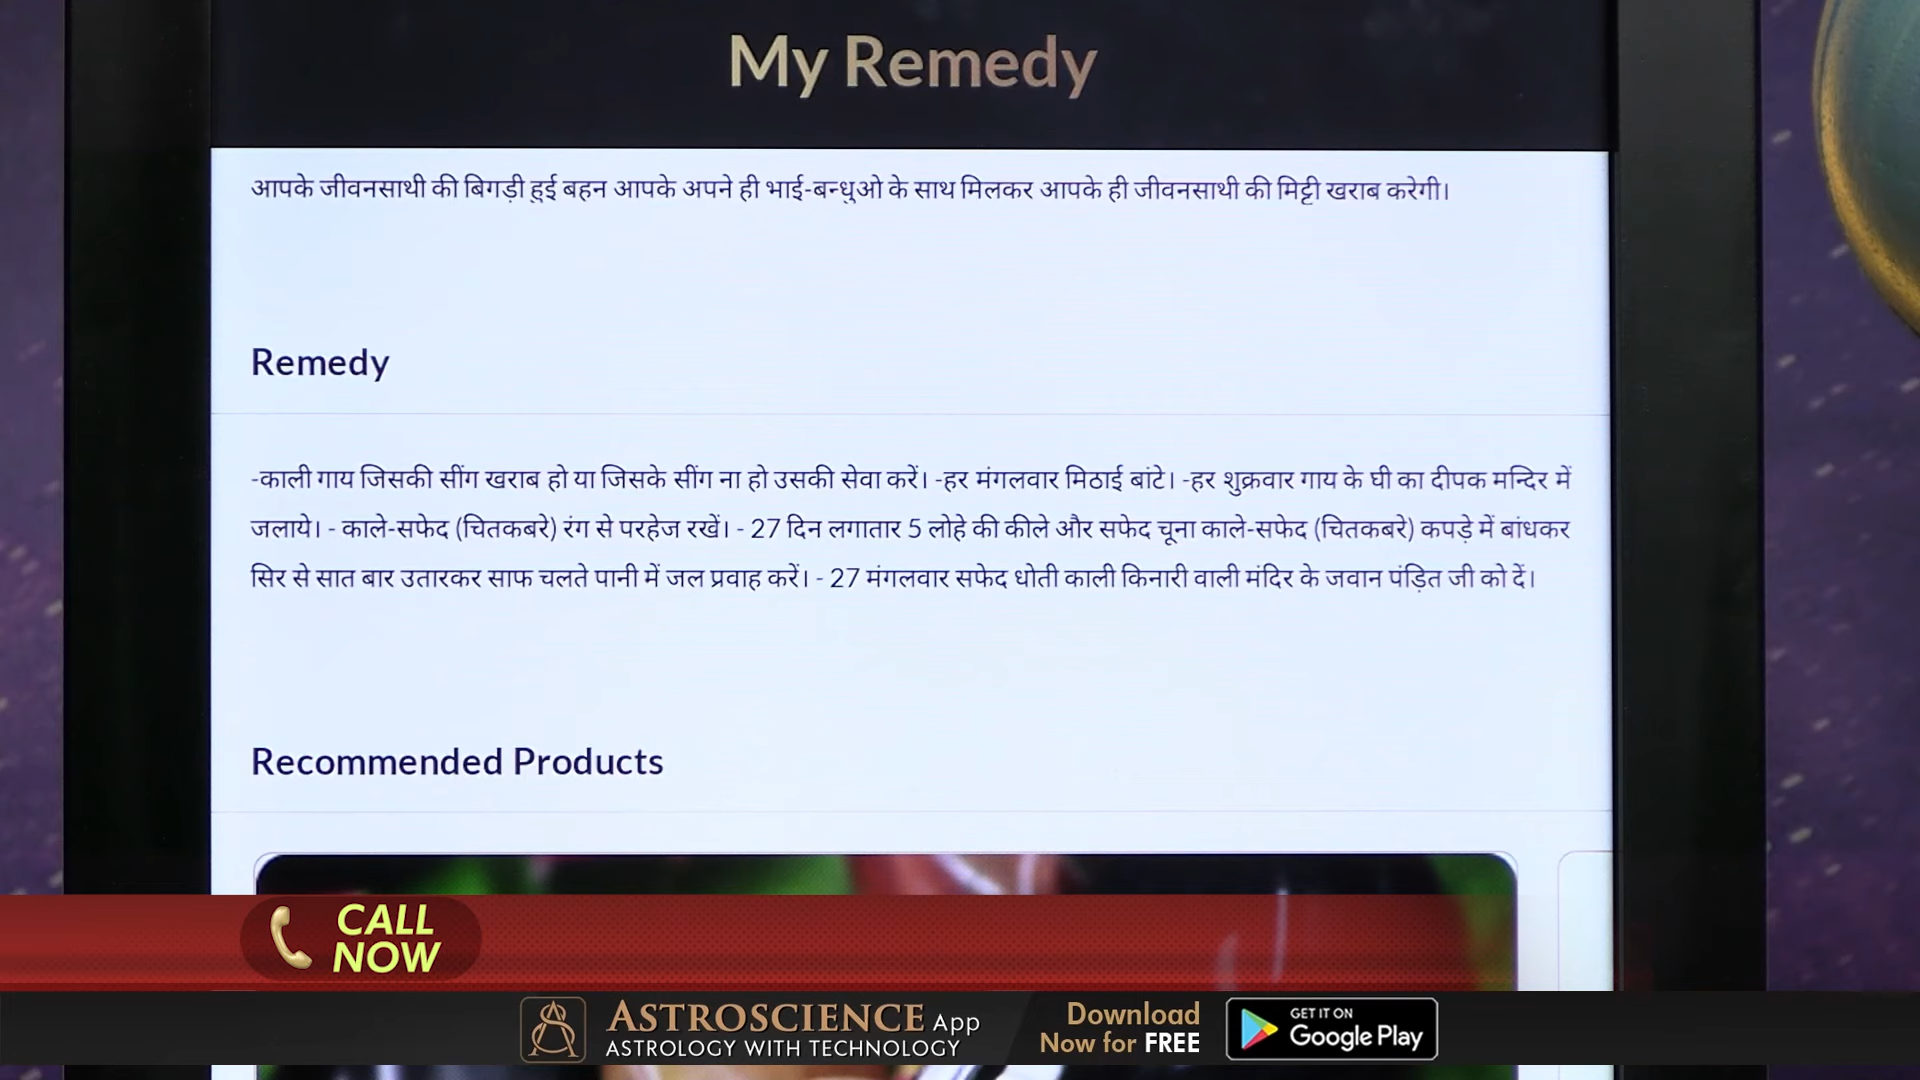 My Remedy
आपके जीवनसाथी की बिगड़ी हुई बहन आपके अपने ही भाई-बन्धुओ के साथ मिलकर आपके ही जीवनसाथी की मिट्टी खराब करेगी।
Remedy
-काली गाय जिसकी सींग खराब हो या जिसके सींग ना हो उसकी सेवा करें। -हर मंगलवार मिठाई बांटे। -हर शुक्रवार गाय के घी का दीपक मन्दिर में
जलाये। - काले-सफेद (चितकबरे) रंग से परहेज रखें। - 27 दिन लगातार 5 लोहे की कीले और सफेद चूना काले-सफेद (चितकबरे) कपड़े में बांधकर
सिर से सात बार उतारकर साफ चलते पानी में जल प्रवाह करें। - 27 मंगलवार सफेद धोती काली किनारी वाली मंदिर के जवान पंड़ित जी को दें।
Recommended Products
CALL
NOW
ASTROSCIENCE App
ASTROLOGY WITH TECHNOLOGY
Download
Now for FREE
GET IT ON
Google Play